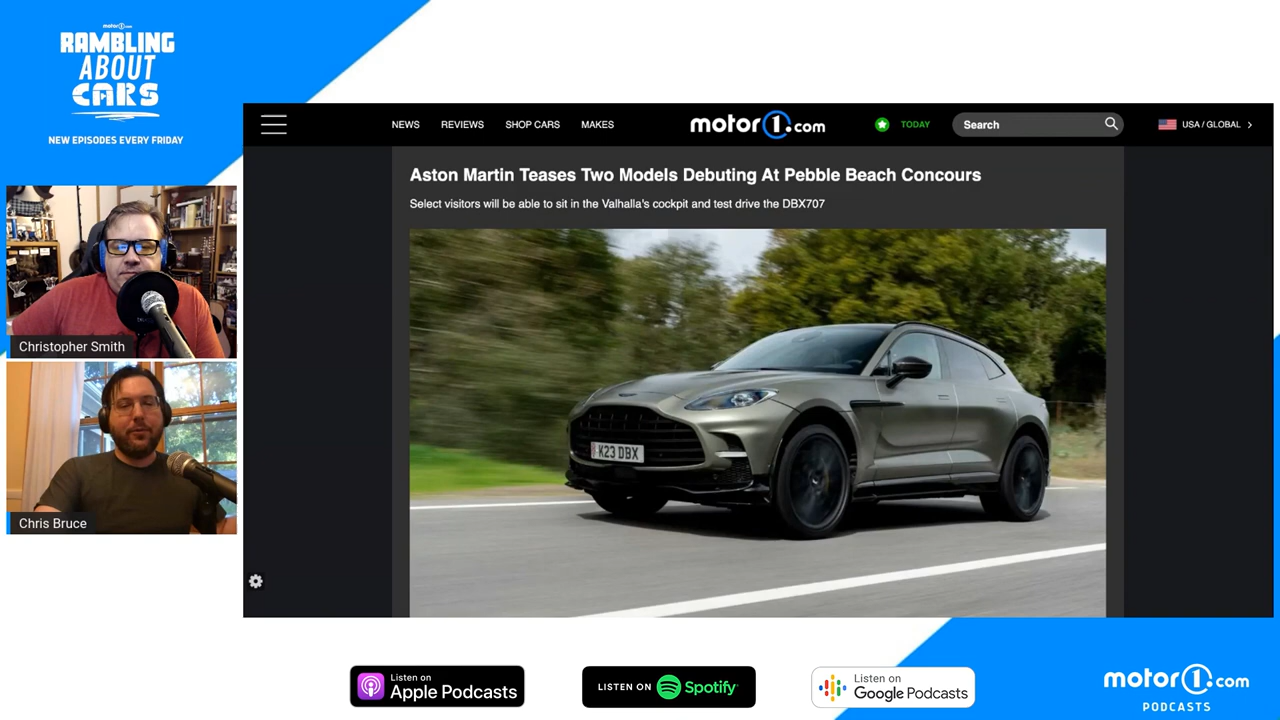 motor1.com
RAMBLING
ABOUT
CARS
NEW EPISODES EVERY FRIDAY
NEWS REVIEWS SHOP CARS MAKES motor1.com TODAY Search USA / GLOBAL
Aston Martin Teases Two Models Debuting At Pebble Beach Concours
Select visitors will be able to sit in the Valhalla's cockpit and test drive the DBX707
K23 DBX
Christopher Smith
Chris Bruce
Listen on
Apple Podcasts
LISTEN ON Spotify
Listen on
Google Podcasts
motor1.com
PODCASTS